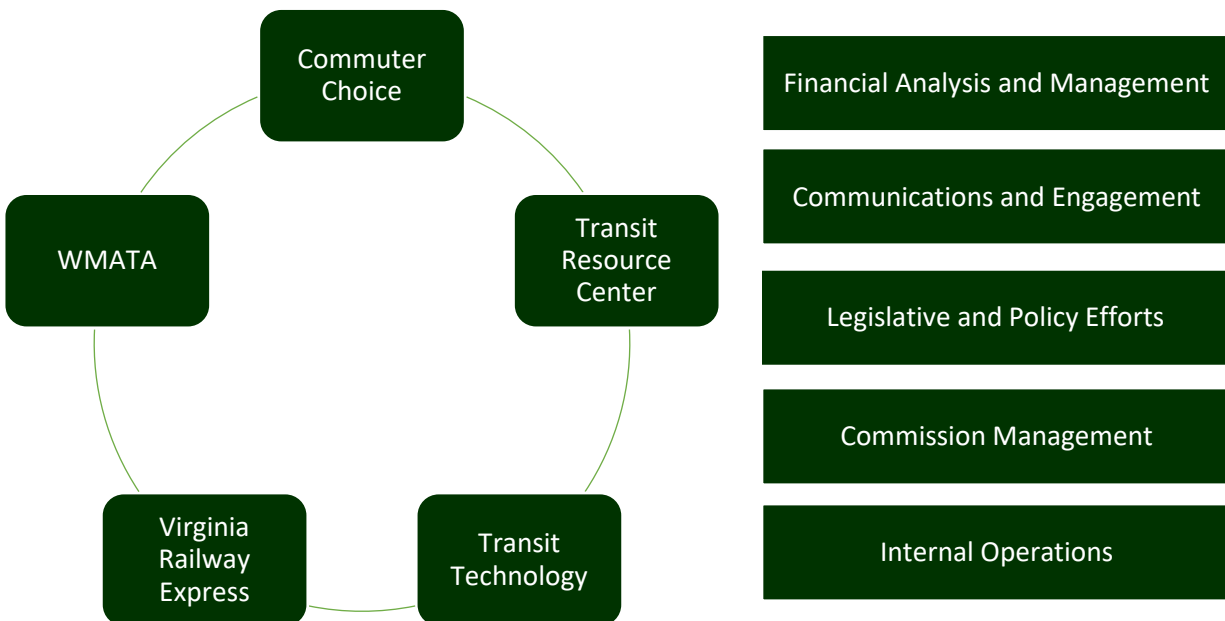 Commuter
Choice
Transit
Resource
Center
Transit
Technology
Virginia
Railway
Express
WMATA
Financial Analysis and Management
Communications and Engagement
Legislative and Policy Efforts
Commission Management
Internal Operations